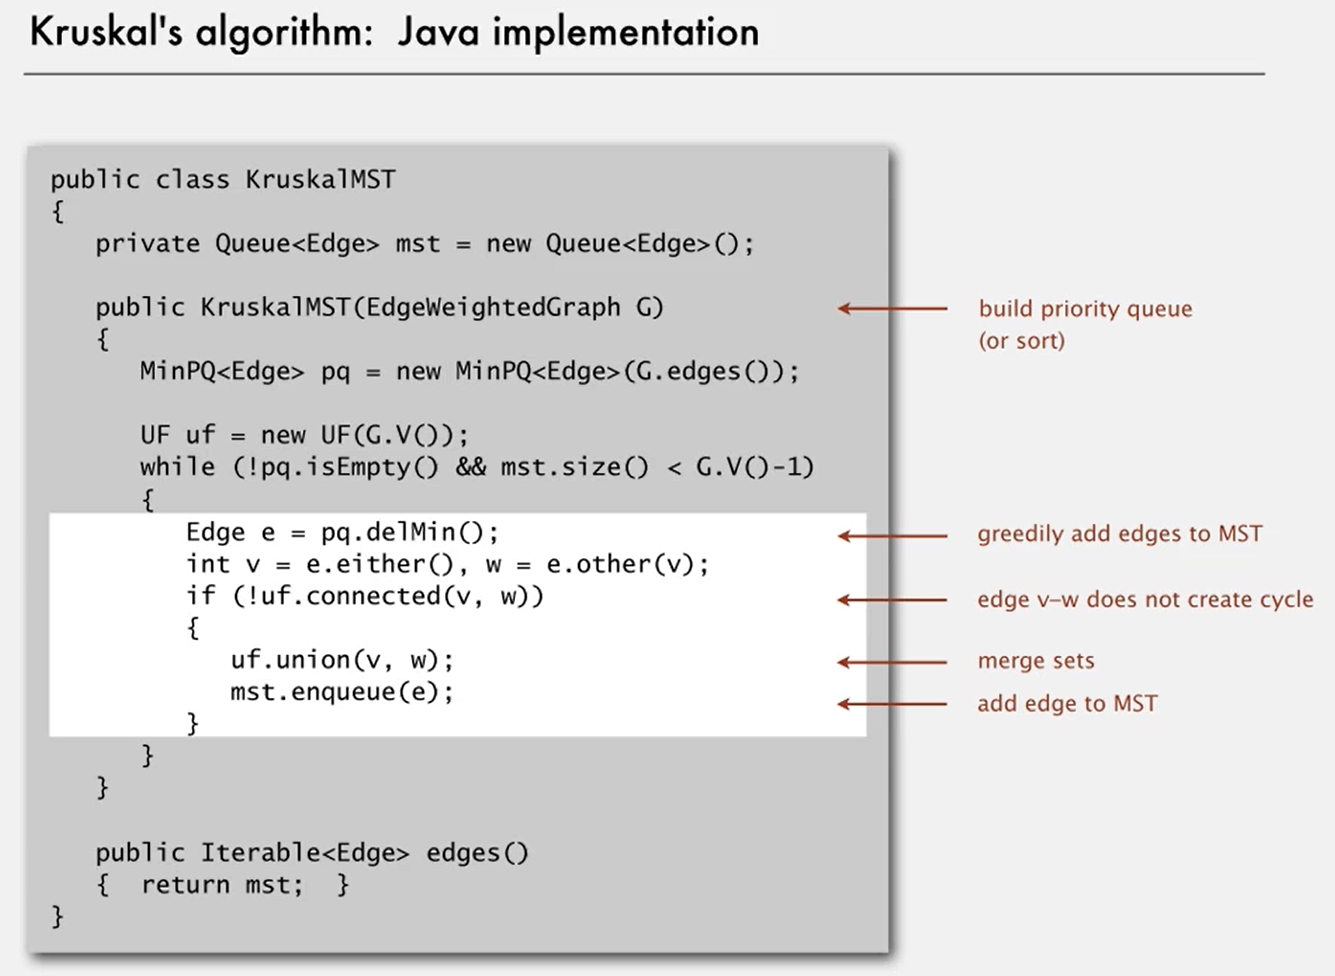 Kruskal's algorithm: Java implementation
public class KruskalMST
{
private Queue<Edge> mst = new Queue<Edge>();
public KruskalMST(EdgeWeightedGraph G)
build priority queue
(or sort)
{
MinPQ<Edge> pq = new MinPQ<Edge>(G.edges());
UF uf = new UF(G.V());
while (!pq.isEmpty() && mst.size() < G.V()-1)
{
Edge e = pq.delMin();
greedily add edges to MST
int v = e.either(), w = e.other(v);
if (!uf.connected(v, w))
edge v–w does not create cycle
{
uf.union(v, w);
merge sets
mst.enqueue(e);
add edge to MST
}
}
}
public Iterable<Edge> edges()
{ return mst; }
}